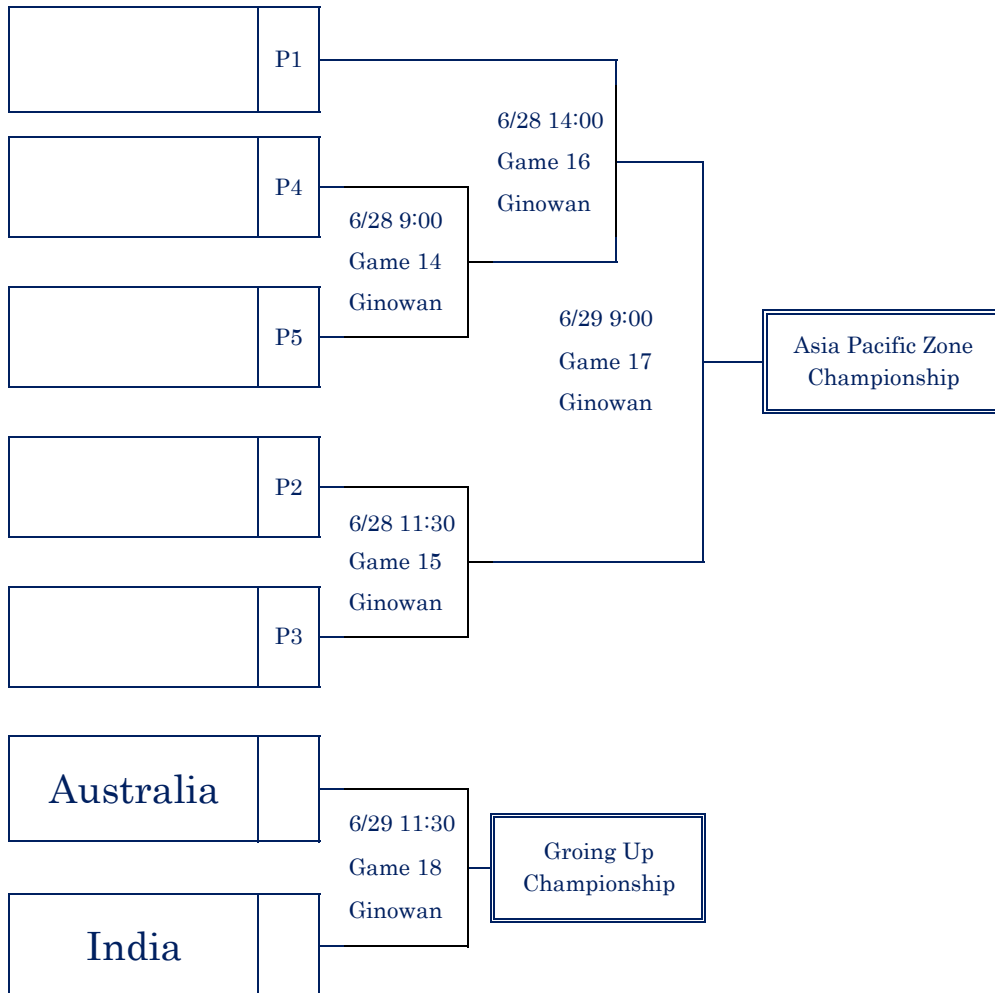 P1
6/28 14:00
Game 16
Ginowan
P4
6/28 9:00
Game 14
Ginowan
P5
6/29 9:00
Game 17
Ginowan
Asia Pacific Zone
Championship
P2
6/28 11:30
Game 15
Ginowan
P3
Australia
6/29 11:30
Game 18
Ginowan
Groing Up
Championship
India